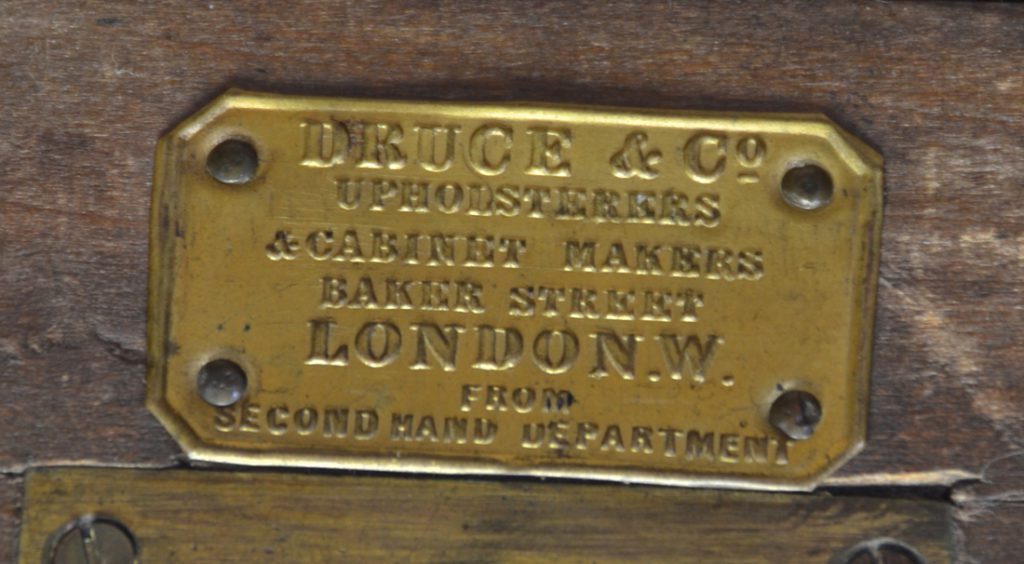 DRUCE & Cº
UPHOLSTERERS
& CABINET MAKERS
BAKER STREET
LONDON.W.
FROM
SECOND HAND DEPARTMENT